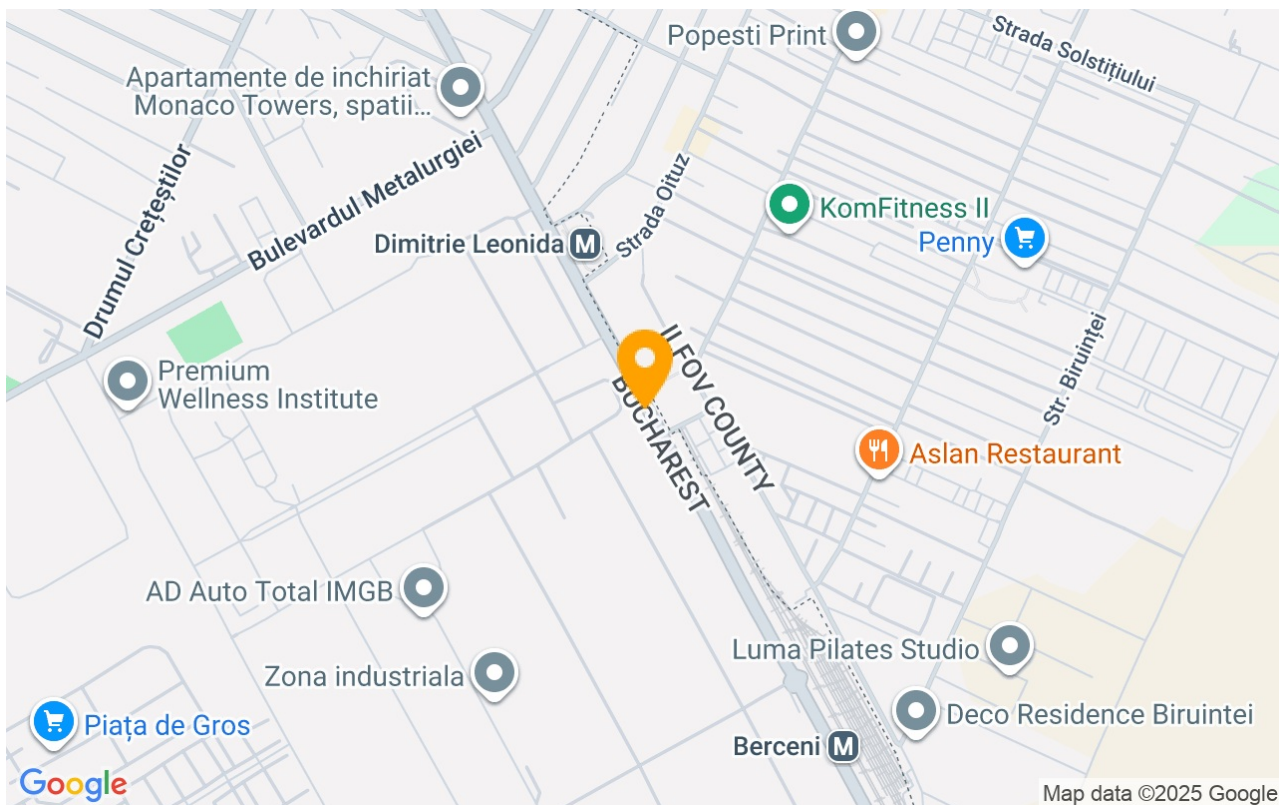 Popesti Print
Strada Solstițiului
Apartamente de inchiriat
Monaco Towers, spatii...
Drumul Crețeștilor
Bulevardul Metalurgiei
Strada Oituz
KomFitness II
Dimitrie Leonida M
Penny
Str. Biruinței
ILFOV COUNTY
BUCHAREST
Premium
Wellness Institute
Aslan Restaurant
AD Auto Total IMGB
Luma Pilates Studio
Zona industriala
Piața de Gros
Deco Residence Biruintei
Berceni M
Google
Map data ©2025 Google